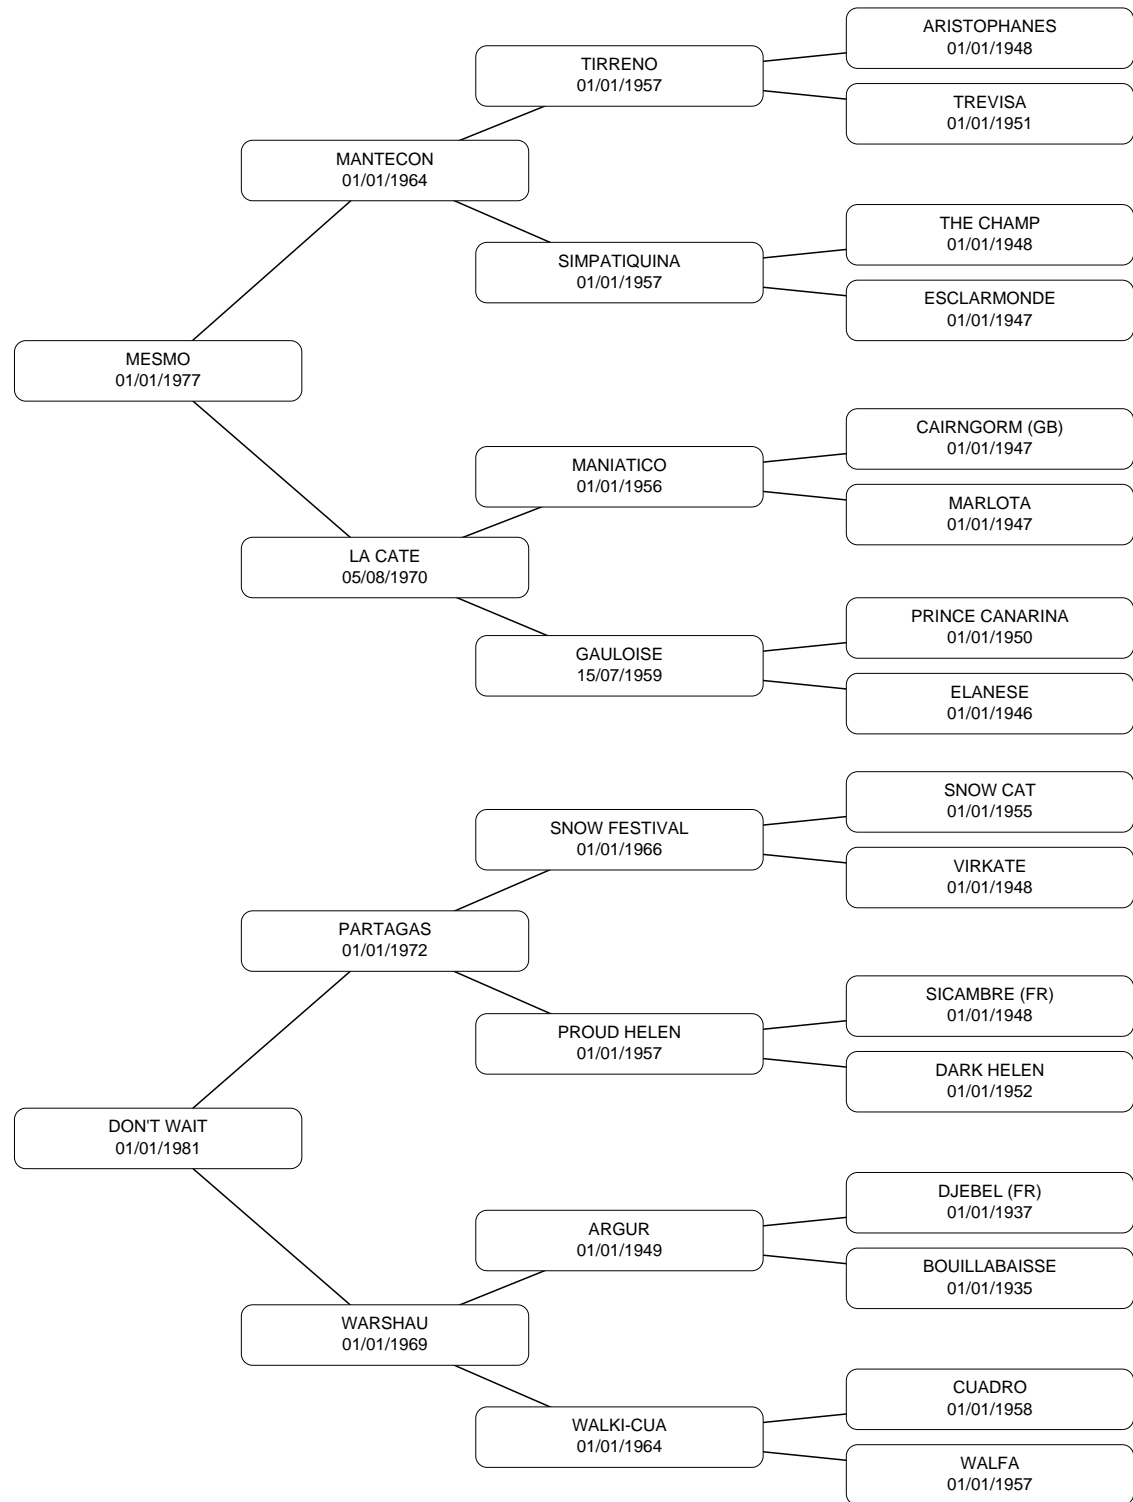 ARISTOPHANES
01/01/1948
TIRRENO
01/01/1957
TREVISA
01/01/1951
MANTECON
01/01/1964
THE CHAMP
01/01/1948
SIMPATIQUINA
01/01/1957
ESCLARMONDE
01/01/1947
MESMO
01/01/1977
CAIRNGORM (GB)
01/01/1947
MANIATICO
01/01/1956
MARLOTA
01/01/1947
LA CATE
05/08/1970
PRINCE CANARINA
01/01/1950
GAULOISE
15/07/1959
ELANESE
01/01/1946
SNOW CAT
01/01/1955
SNOW FESTIVAL
01/01/1966
VIRKATE
01/01/1948
PARTAGAS
01/01/1972
SICAMBRE (FR)
01/01/1948
PROUD HELEN
01/01/1957
DARK HELEN
01/01/1952
DON'T WAIT
01/01/1981
DJEBEL (FR)
01/01/1937
ARGUR
01/01/1949
BOUILLABAISSE
01/01/1935
WARSHAU
01/01/1969
CUADRO
01/01/1958
WALKI-CUA
01/01/1964
WALFA
01/01/1957